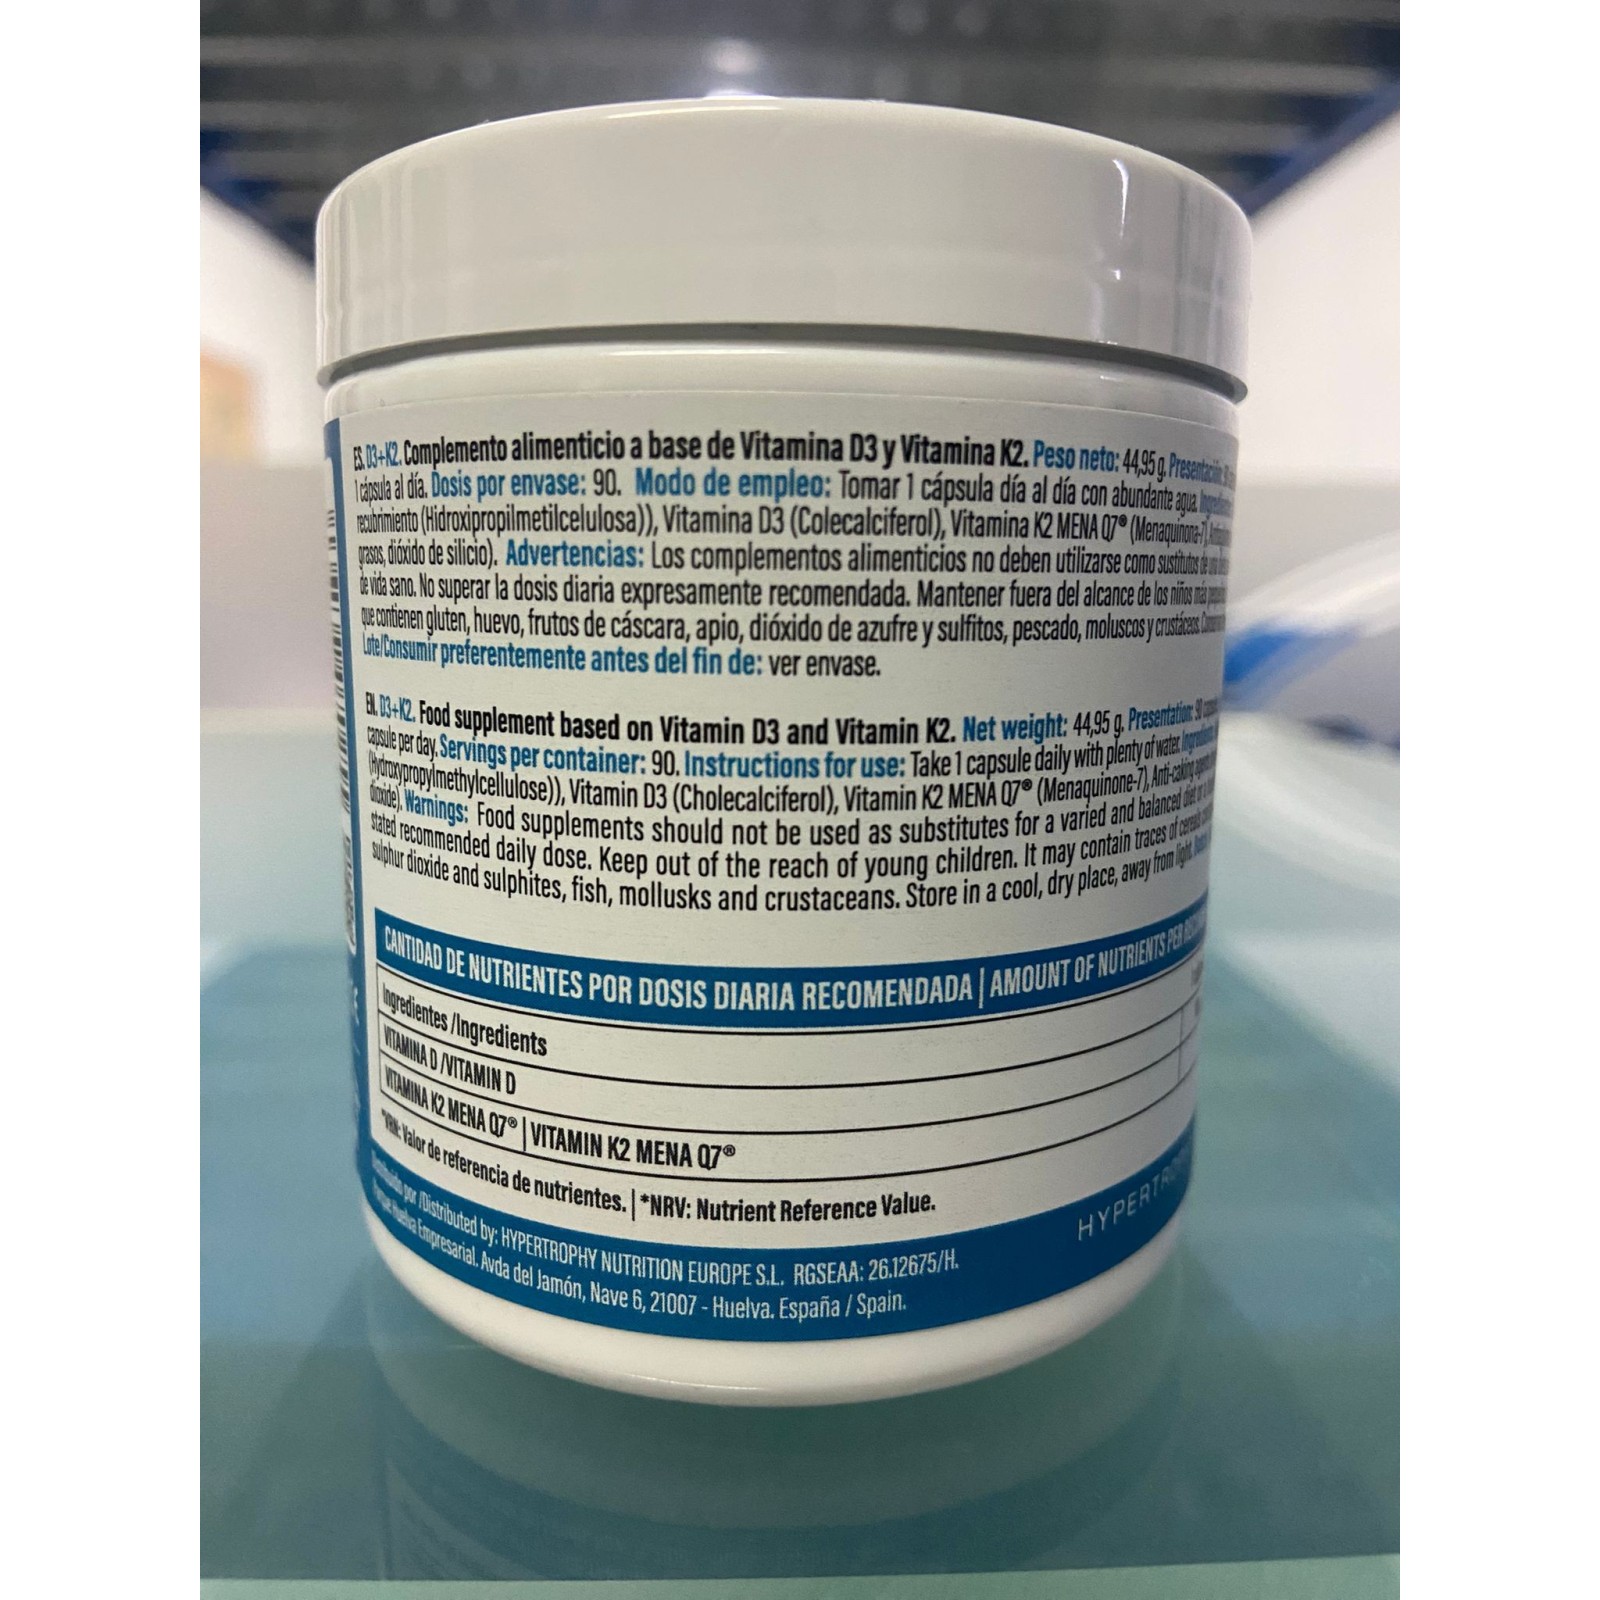 ES. D3+K2. Complemento alimenticio a base de Vitamina D3 y Vitamina K2. Peso neto: 44,95 g. Presentación: 90
1 cápsula al día. Dosis por envase: 90. Modo de empleo: Tomar 1 cápsula día al día con abundante agua.
recubrimiento (Hidroxipropilmetilcelulosa)), Vitamina D3 (Colecalciferol), Vitamina K2 MENA Q7® (Menaquinona-7),
grasos, dióxido de silicio). Advertencias: Los complementos alimenticios no deben utilizarse como sustitutos de una
de vida sano. No superar la dosis diaria expresamente recomendada. Mantener fuera del alcance de los niños más
que contienen gluten, huevo, frutos de cáscara, apio, dióxido de azufre y sulfitos, pescado, moluscos y crustáceos.
Lote/Consumir preferentemente antes del fin de: ver envase.
EN. D3+K2. Food supplement based on Vitamin D3 and Vitamin K2. Net weight: 44,95 g. Presentation: 90
capsule per day. Servings per container: 90. Instructions for use: Take 1 capsule daily with plenty of water.
(Hydroxypropylmethylcellulose)), Vitamin D3 (Cholecalciferol), Vitamin K2 MENA Q7® (Menaquinone-7), Anti-caking
dioxide). Warnings: Food supplements should not be used as substitutes for a varied and balanced diet or
stated recommended daily dose. Keep out of the reach of young children. It may contain traces of cereals
sulphur dioxide and sulphites, fish, mollusks and crustaceans. Store in a cool, dry place, away from light.
CANTIDAD DE NUTRIENTES POR DOSIS DIARIA RECOMENDADA | AMOUNT OF NUTRIENTS PER
Ingredientes /Ingredients
VITAMINA D /VITAMIN D
VITAMINA K2 MENA Q7® | VITAMIN K2 MENA Q7®
*VRN: Valor de referencia de nutrientes. | *NRV: Nutrient Reference Value.
Distribuido por /Distributed by: HYPERTROPHY NUTRITION EUROPE S.L. RGSEAA: 26.12675/H.
Parque Huelva Empresarial. Avda del Jamón, Nave 6, 21007 - Huelva. España / Spain.
HYPERTR